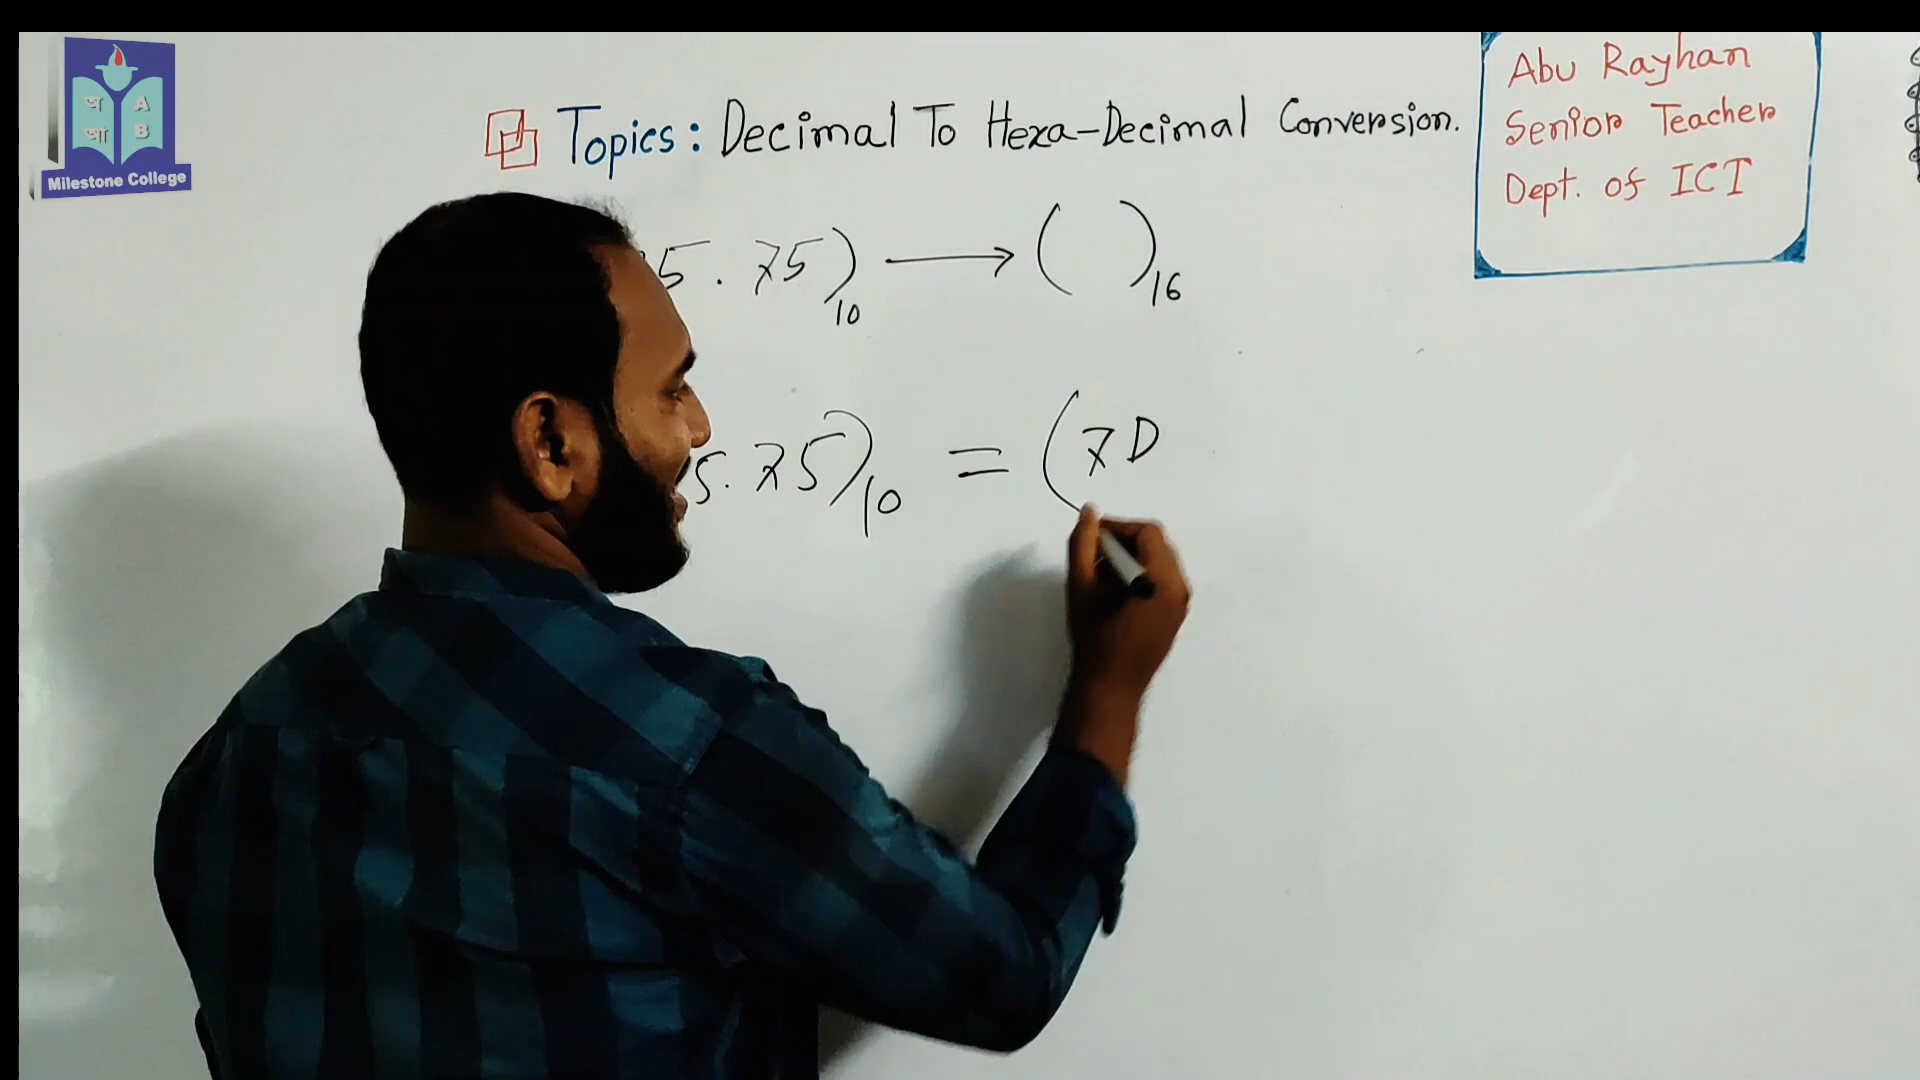 অ A
আ B
Milestone College
Topics: Decimal To Hexa-Decimal Conversion.
Abu Rayhan
Senior Teacher
Dept. of ICT
5.75)10 → ( )16
5.75)10 = (7D